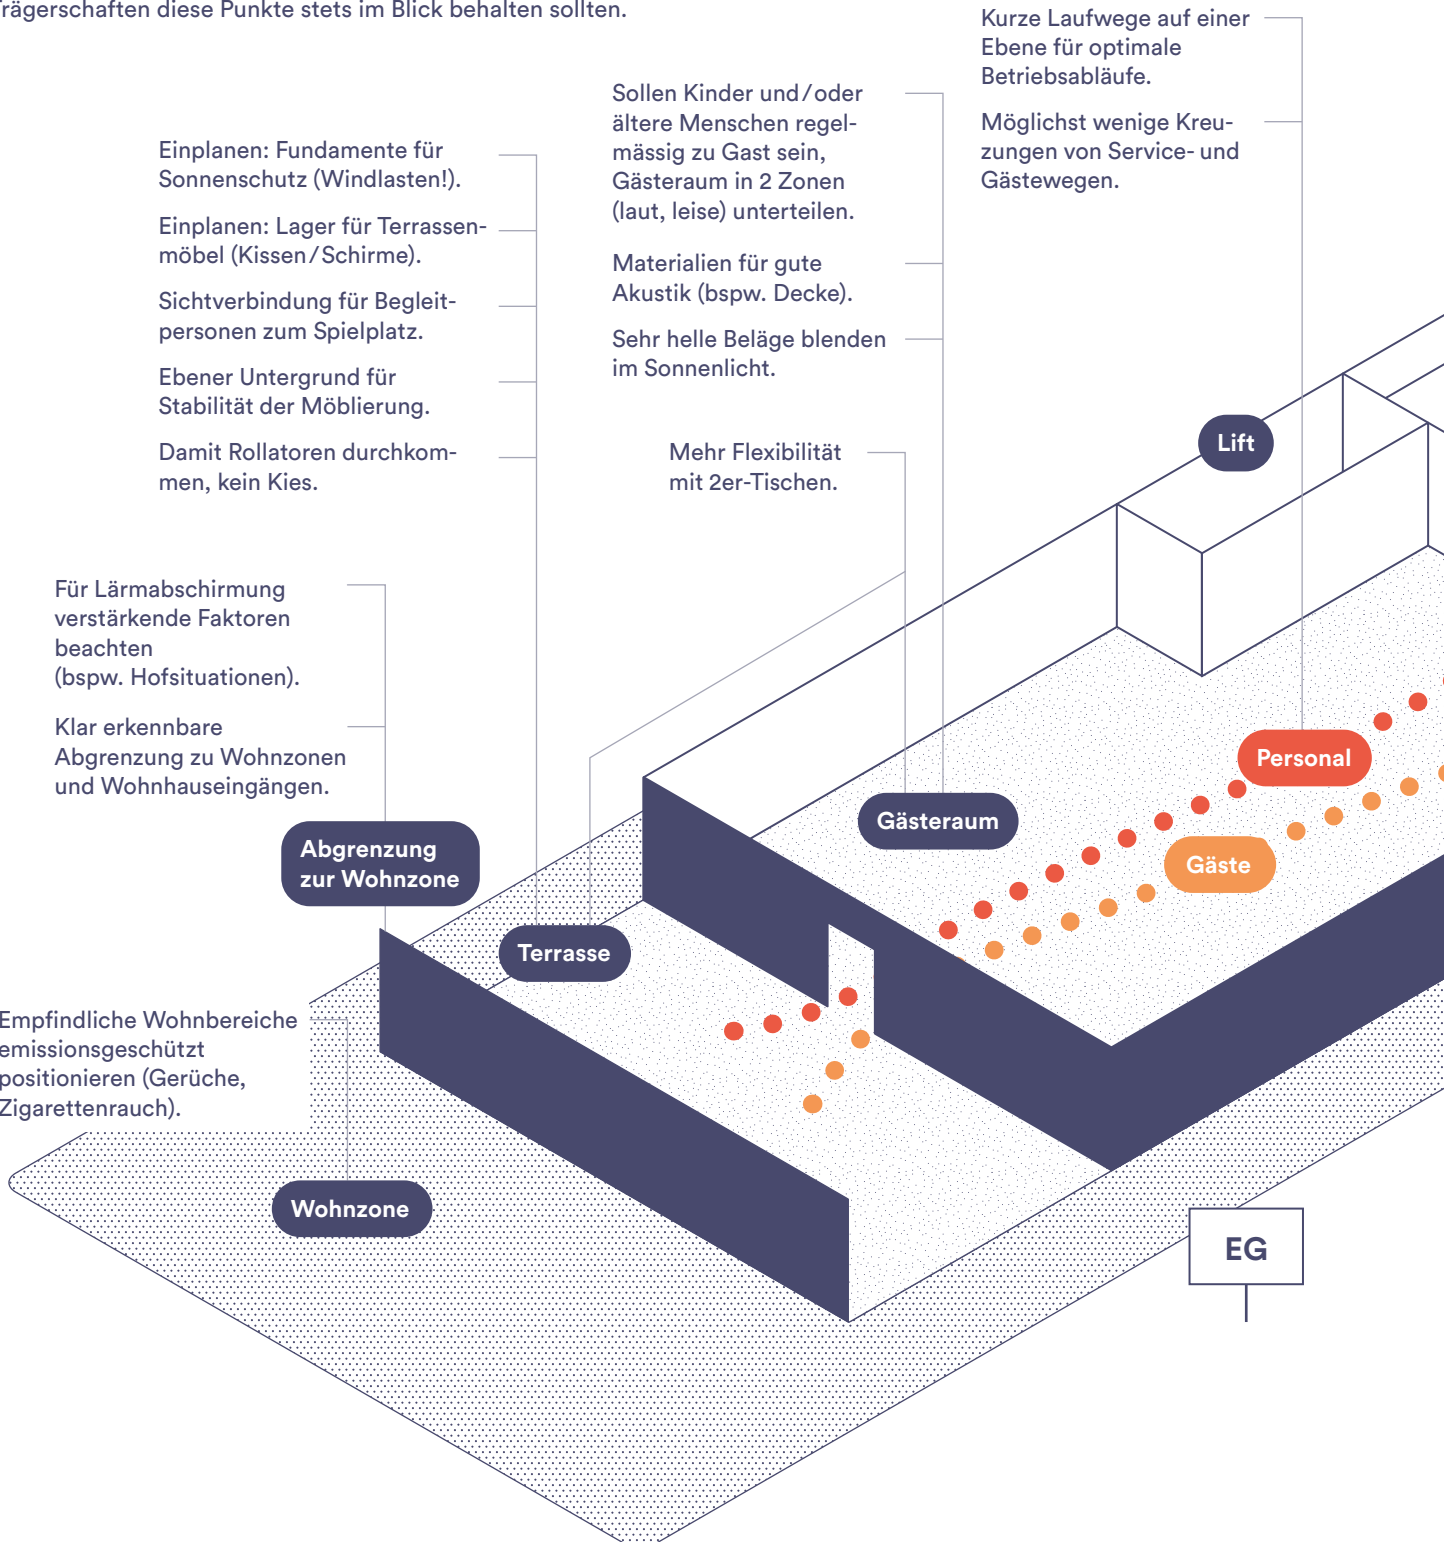 rägerschaften diese Punkte stets im Blick behalten sollten.
Kurze Laufwege auf einer
Ebene für optimale
Betriebsabläufe.
Möglichst wenige Kreu-
zungen von Service- und
Gästewegen.
Sollen Kinder und/oder
ältere Menschen regel-
mässig zu Gast sein,
Gästeraum in 2 Zonen
(laut, leise) unterteilen.
Materialien für gute
Akustik (bspw. Decke).
Sehr helle Beläge blenden
im Sonnenlicht.
Mehr Flexibilität
mit 2er-Tischen.
Einplanen: Fundamente für
Sonnenschutz (Windlasten!).
Einplanen: Lager für Terrassen-
möbel (Kissen/Schirme).
Sichtverbindung für Begleit-
personen zum Spielplatz.
Ebener Untergrund für
Stabilität der Möblierung.
Damit Rollatoren durchkom-
men, kein Kies.
Für Lärmabschirmung
verstärkende Faktoren
beachten
(bspw. Hofsituationen).
Klar erkennbare
Abgrenzung zu Wohnzonen
und Wohnhauseingängen.
Lift
Personal
Gästeraum
Gäste
Abgrenzung
zur Wohnzone
Terrasse
Empfindliche Wohnbereiche
emissionsgeschützt
positionieren (Gerüche,
Zigarettenrauch).
Wohnzone
EG